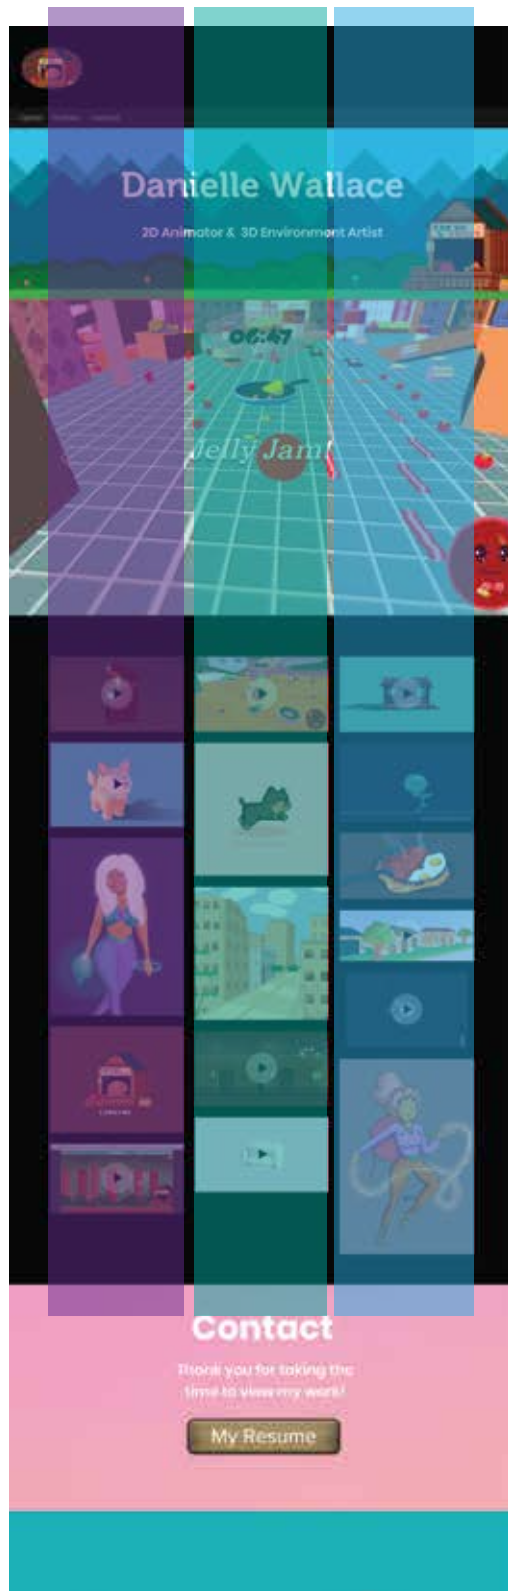 Danielle Wallace
2D Animator & 3D Environment Artist
06:47
Jelly Jam!
Contact
Thank you for taking the
time to view my work!
My Resume